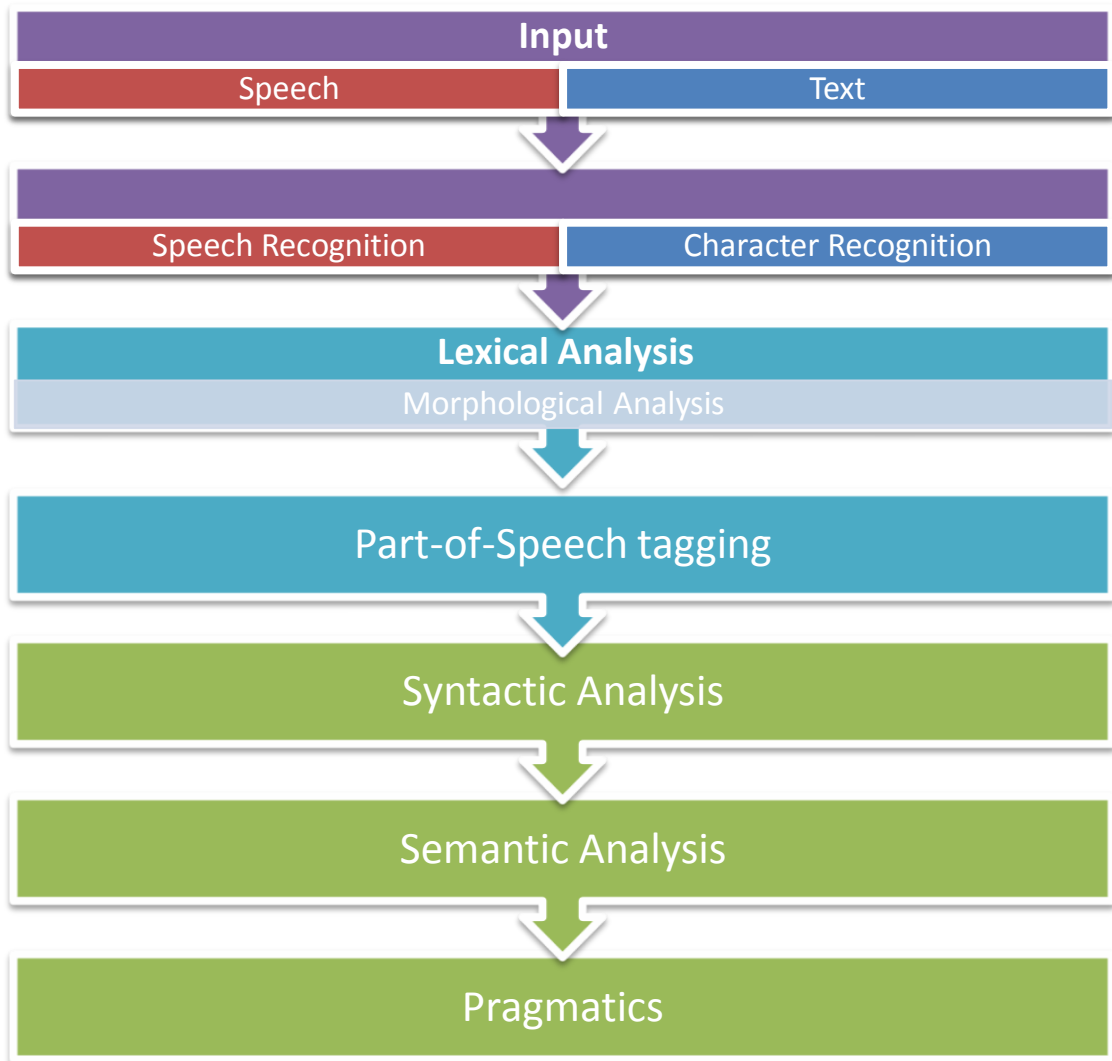 Input
Speech
Text
Speech Recognition
Character Recognition
Lexical Analysis
Morphological Analysis
Part-of-Speech tagging
Syntactic Analysis
Semantic Analysis
Pragmatics